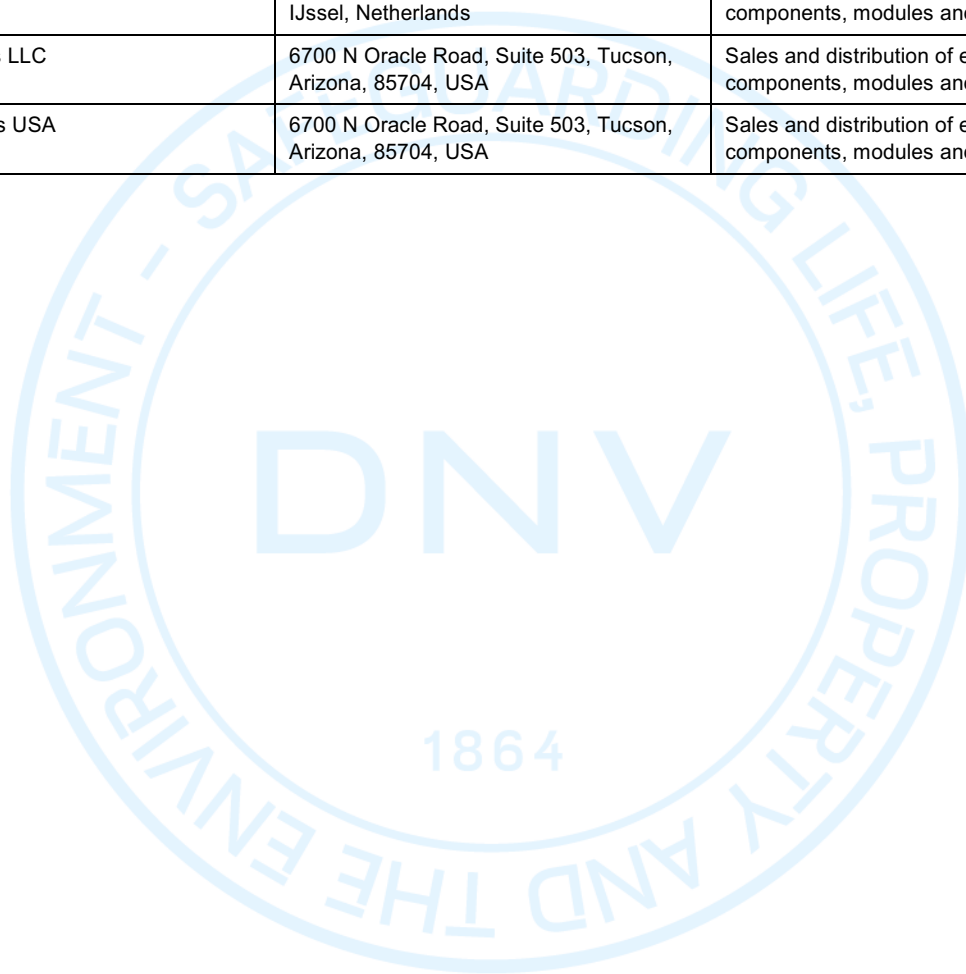 IJssel, Netherlands
components, modules and
s LLC
6700 N Oracle Road, Suite 503, Tucson,
Arizona, 85704, USA
Sales and distribution of e
components, modules and
s USA
6700 N Oracle Road, Suite 503, Tucson,
Arizona, 85704, USA
Sales and distribution of e
components, modules and
SAFEGUARDING LIFE, PROPERTY AND THE ENVIRONMENT -
DNV
1864